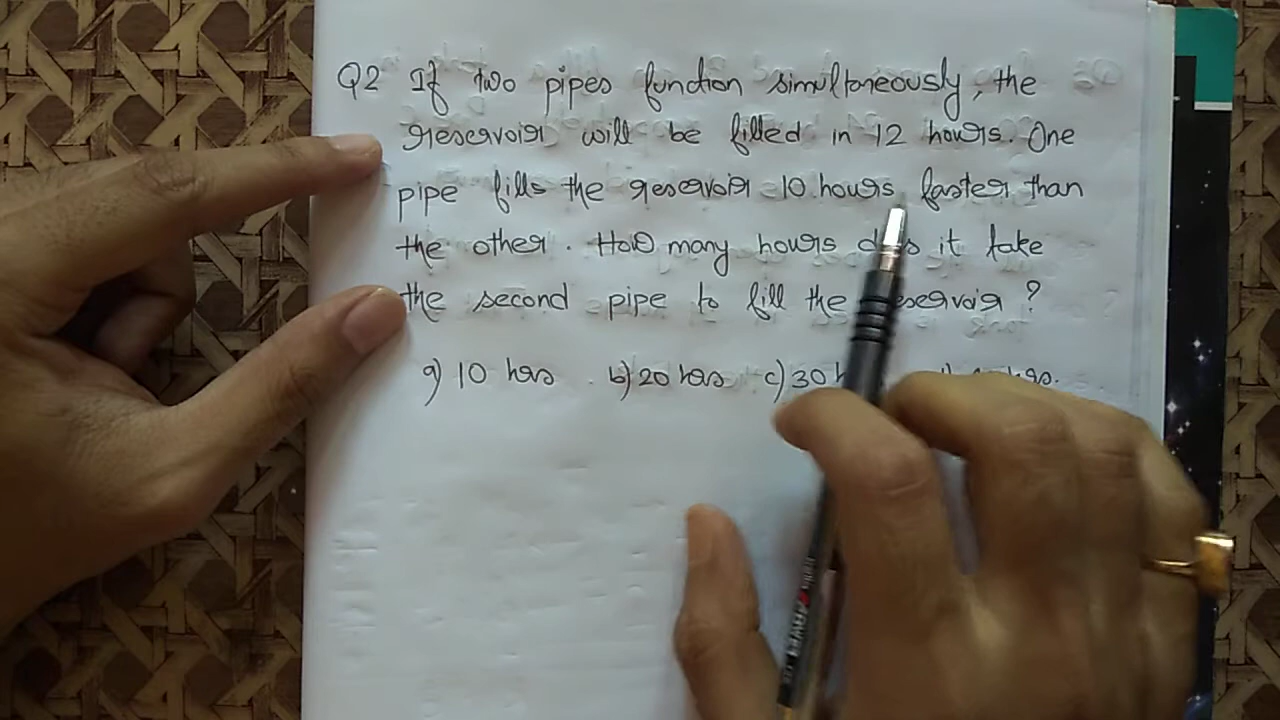 Q2 If two pipes function simultaneously, the
reservoir will be filled in 12 hours. One
pipe fills the reservoir 10 hours faster than
the other. How many hours it take
the second pipe to fill the ?
a) 10 hrs b) 20 hrs c) 30